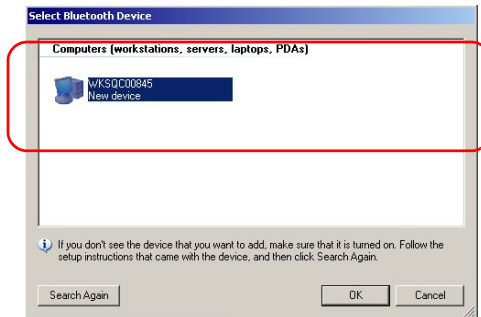 Select Bluetooth Device
Computers (workstations, servers, laptops, PDAs)
WKSQC00845
New device
If you don't see the device that you want to add, make sure that it is turned on. Follow the
setup instructions that came with the device, and then click Search Again.
Search Again OK Cancel